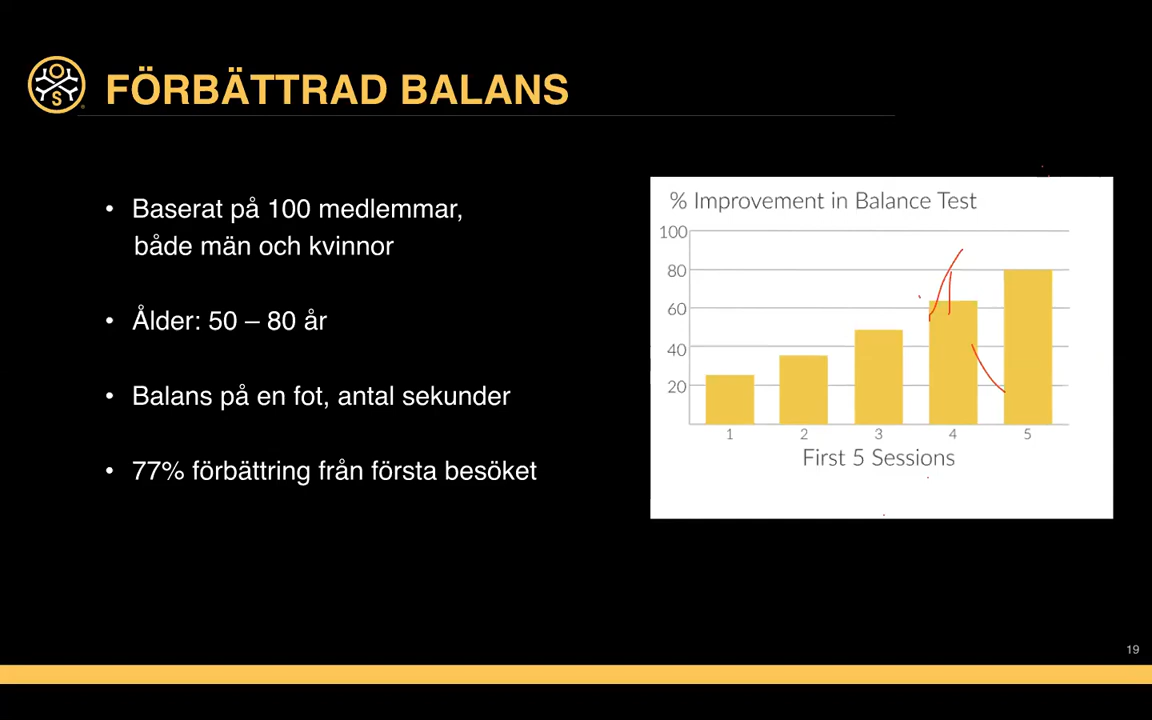 FÖRBÄTTRAD BALANS
OS
• Baserat på 100 medlemmar,
både män och kvinnor
• Ålder: 50 – 80 år
• Balans på en fot, antal sekunder
• 77% förbättring från första besöket
% Improvement in Balance Test
100
80
60
40
20
1 2 3 4 5
First 5 Sessions
19